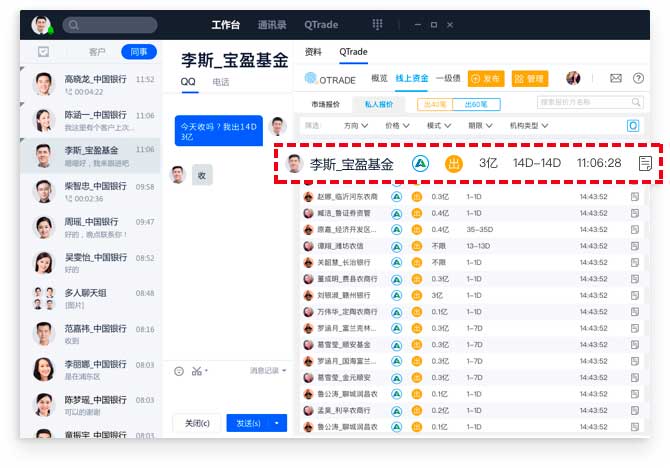 工作台 通讯录 QTrade
客户 同事
高晓龙_中国银行 11:52
00:04:22
陈涵一_中国银行 11:06
我这里有个客户上次...
李斯_宝盈基金 11:06
嗯嗯好，我来跟进吧
柴智忠_中国银行 09:58
00:02:36
周瑶_中国银行 09:47
好的，晚点联系你！
吴雯怡_中国银行 08:52
好的
多人聊天组 08:48
[图片]
范嘉祎_中国银行 08:16
收到
李丽娜_中国银行 08:03
是在浦东区
陈梦瑶_中国银行 08:03
可以的谢谢
童振宇_中国银行 08:03
李斯_宝盈基金
QQ 电话
今天收吗？我出14D
3亿
收
消息记录
关闭(c) 发送(s)
资料 QTrade
QTRADE 概览 线上资金 一级债 发布 管理
市场报价 私人报价 出40笔 出60笔 搜索报价方名称
筛选: 方向 价格 模式 期限 机构类型
李斯_宝盈基金 出 3亿 14D-14D 11:06:28
赵娜_临沂河东农商 出 0.3亿 1-1D 14:43:52
臧洁_鲁证券资管 出 0.4亿 1-1D 14:43:52
原嘉_经济开发区... 出 0.4亿 35-35D 14:43:52
谭翔_潍坊农信 出 不限 13-13D 14:43:52
关韶慧_长治银行 出 不限 1-1D 14:43:52
董成明_费县农商行 出 0.3亿 1-1D 14:43:52
刘银淑_赣州银行 出 3亿 1-1D 14:43:52
万伟华_定陶农商行 出 0.1亿 1-1D 14:43:52
罗涵月_富兰克林... 出 0.3亿 1-7D 14:43:52
葛雪莹_顺安基金 出 0.3亿 1-1D 14:43:52
罗涵月_国海富兰... 出 0.3亿 1-7D 14:43:52
葛雪莹_金元顺安 出 0.3亿 1-7D 14:43:52
鲁公涛_聊城润昌农 出 0.2亿 1-1D 14:43:52
孟昊_利辛农商行 出 0.2亿 1-1D 14:43:52
鲁公涛_聊城润昌农 出 0.1亿 1-1D 14:43:52